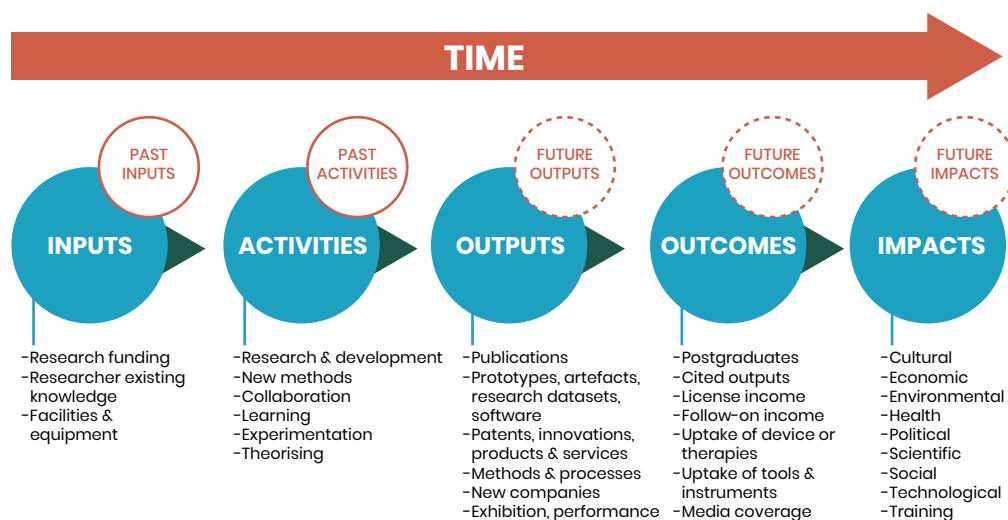 TIME
PAST
INPUTS
PAST
ACTIVITIES
FUTURE
OUTPUTS
FUTURE
OUTCOMES
FUTURE
IMPACTS
INPUTS
ACTIVITIES
OUTPUTS
OUTCOMES
IMPACTS
-Research funding
-Researcher existing
knowledge
-Facilities &
equipment
-Research & development
-New methods
-Collaboration
-Learning
-Experimentation
-Theorising
-Publications
-Prototypes, artefacts,
research datasets,
software
-Patents, innovations,
products & services
-Methods & processes
-New companies
-Exhibition, performance
-Postgraduates
-Cited outputs
-License income
-Follow-on income
-Uptake of device or
therapies
-Uptake of tools &
instruments
-Media coverage
-Cultural
-Economic
-Environmental
-Health
-Political
-Scientific
-Social
-Technological
-Training